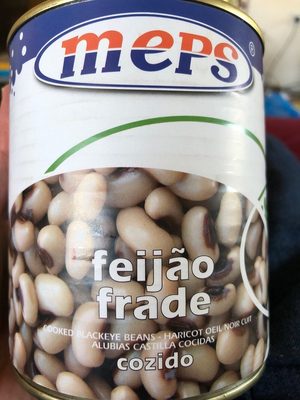 meps®
feijão
frade
COOKED BLACKEYE BEANS - HARICOT OEIL NOIR CUIT
ALUBIAS CASTILLA COCIDAS
cozido